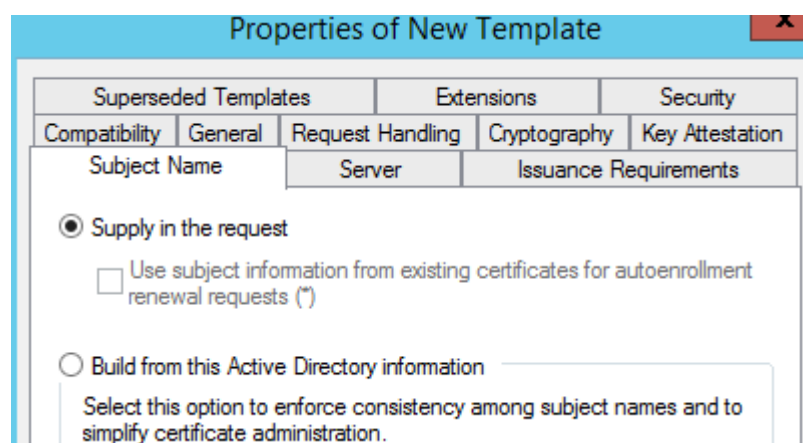 Properties of New Template
x
Superseded Templates Extensions Security
Compatibility General Request Handling Cryptography Key Attestation
Subject Name Server Issuance Requirements
Supply in the request
Use subject information from existing certificates for autoenrollment
renewal requests (*)
Build from this Active Directory information
Select this option to enforce consistency among subject names and to
simplify certificate administration.